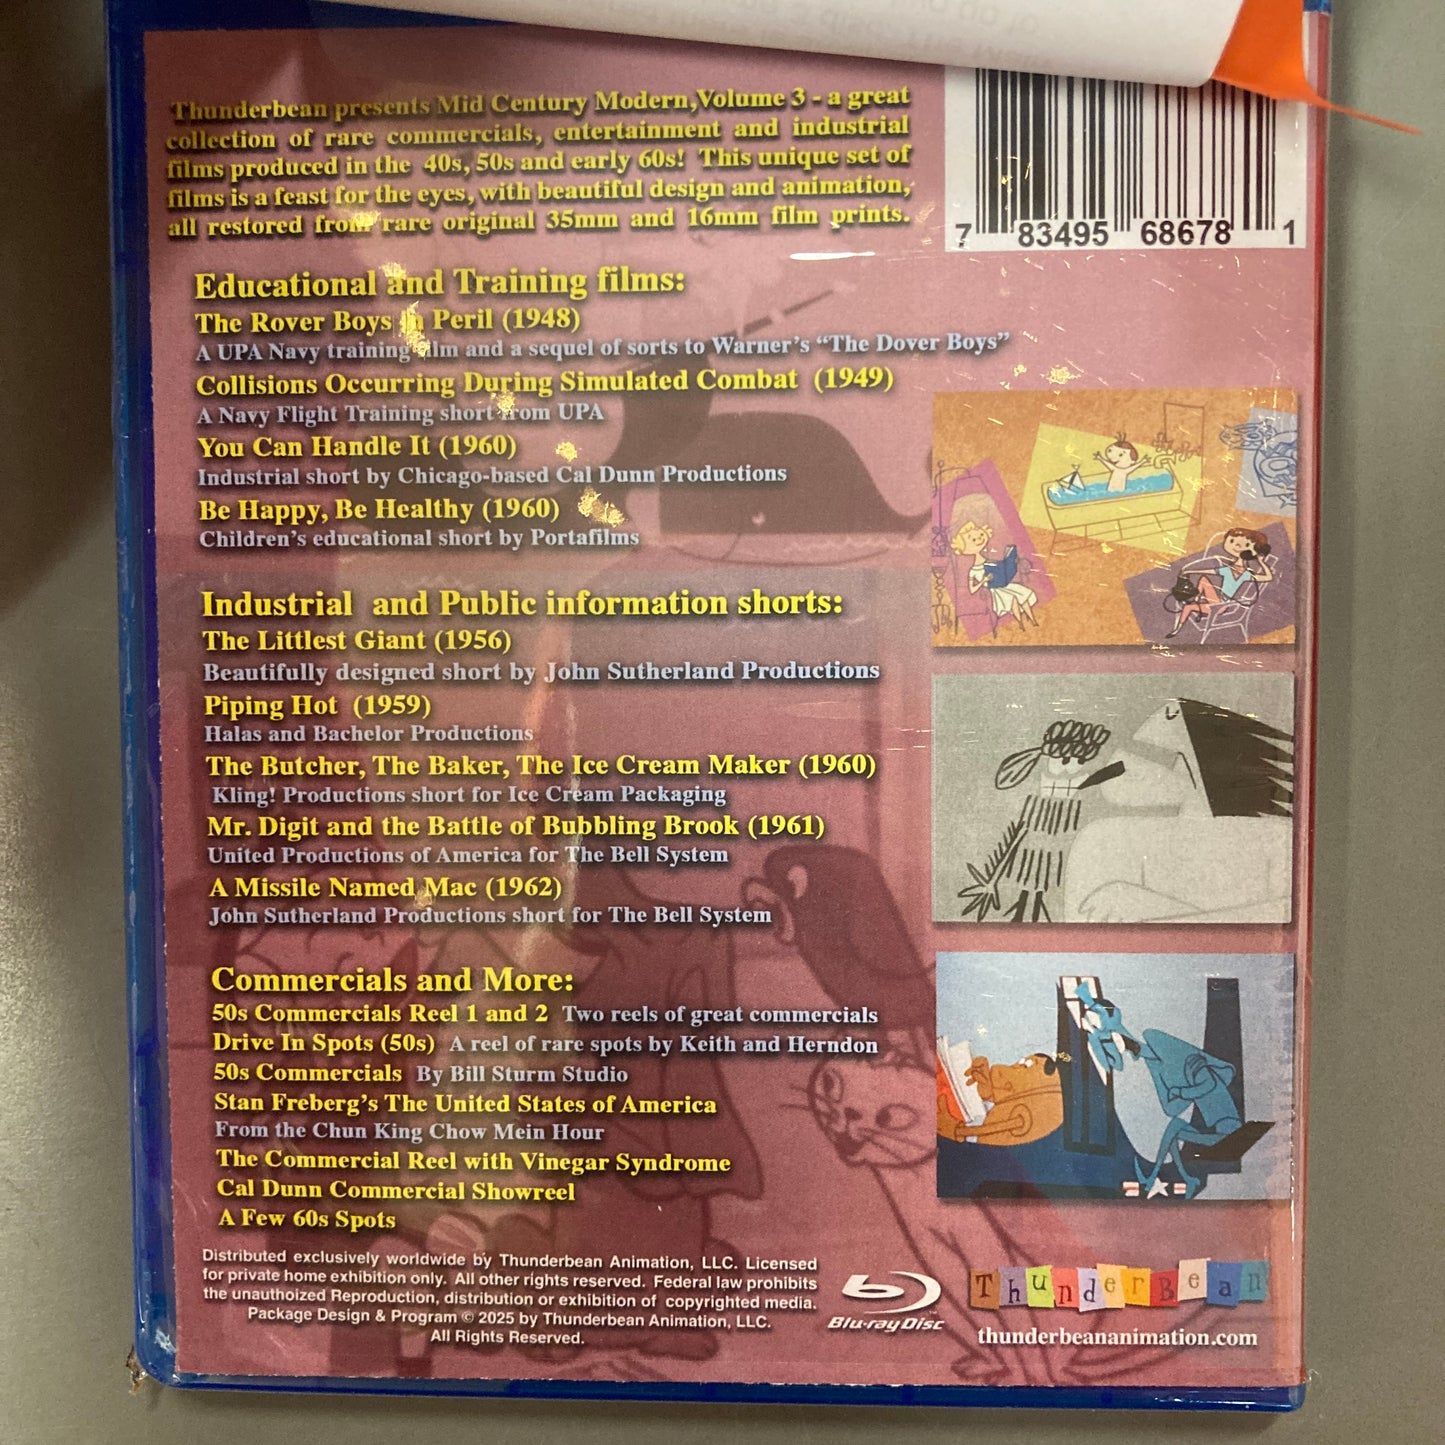 Thunderbean presents Mid Century Modern,Volume 3 - a great
collection of rare commercials, entertainment and industrial
films produced in the 40s, 50s and early 60s! This unique set of
films is a feast for the eyes, with beautiful design and animation,
all restored from rare original 35mm and 16mm film prints.
7 83495 68678 1
Educational and Training films:
The Rover Boys in Peril (1948)
A UPA Navy training film and a sequel of sorts to Warner's “The Dover Boys”
Collisions Occurring During Simulated Combat (1949)
A Navy Flight Training short from UPA
You Can Handle It (1960)
Industrial short by Chicago-based Cal Dunn Productions
Be Happy, Be Healthy (1960)
Children's educational short by Portafilms
Industrial and Public information shorts:
The Littlest Giant (1956)
Beautifully designed short by John Sutherland Productions
Piping Hot (1959)
Halas and Bachelor Productions
The Butcher, The Baker, The Ice Cream Maker (1960)
Kling! Productions short for Ice Cream Packaging
Mr. Digit and the Battle of Bubbling Brook (1961)
United Productions of America for The Bell System
A Missile Named Mac (1962)
John Sutherland Productions short for The Bell System
Commercials and More:
50s Commercials Reel 1 and 2 Two reels of great commercials
Drive In Spots (50s) A reel of rare spots by Keith and Herndon
50s Commercials By Bill Sturm Studio
Stan Freberg's The United States of America
From the Chun King Chow Mein Hour
The Commercial Reel with Vinegar Syndrome
Cal Dunn Commercial Showreel
A Few 60s Spots
Distributed exclusively worldwide by Thunderbean Animation, LLC. Licensed
for private home exhibition only. All other rights reserved. Federal law prohibits
the unauthoized Reproduction, distribution or exhibition of copyrighted media.
Package Design & Program © 2025 by Thunderbean Animation, LLC.
All Rights Reserved.
Blu-ray Disc
ThunderBean
thunderbeananimation.com